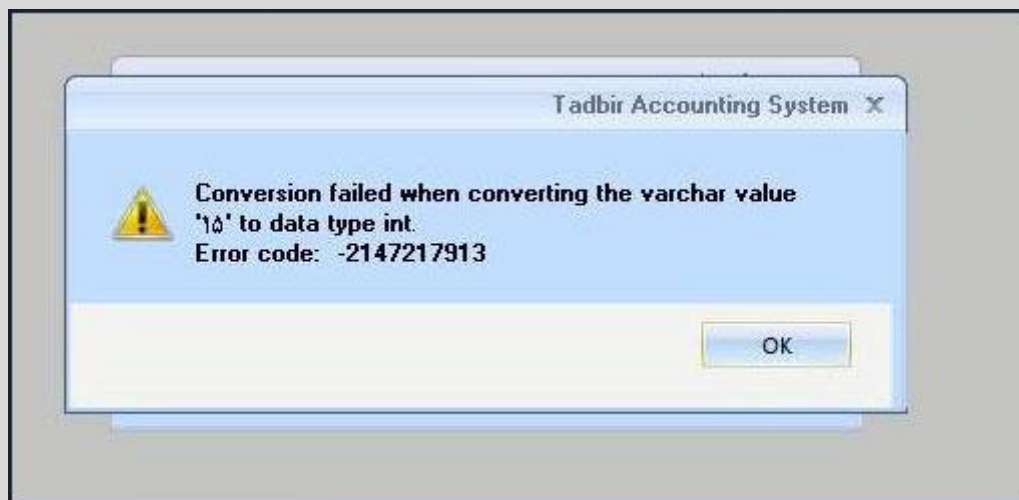 Tadbir Accounting System X
Conversion failed when converting the varchar value
'۱۵' to data type int.
Error code: -2147217913
OK